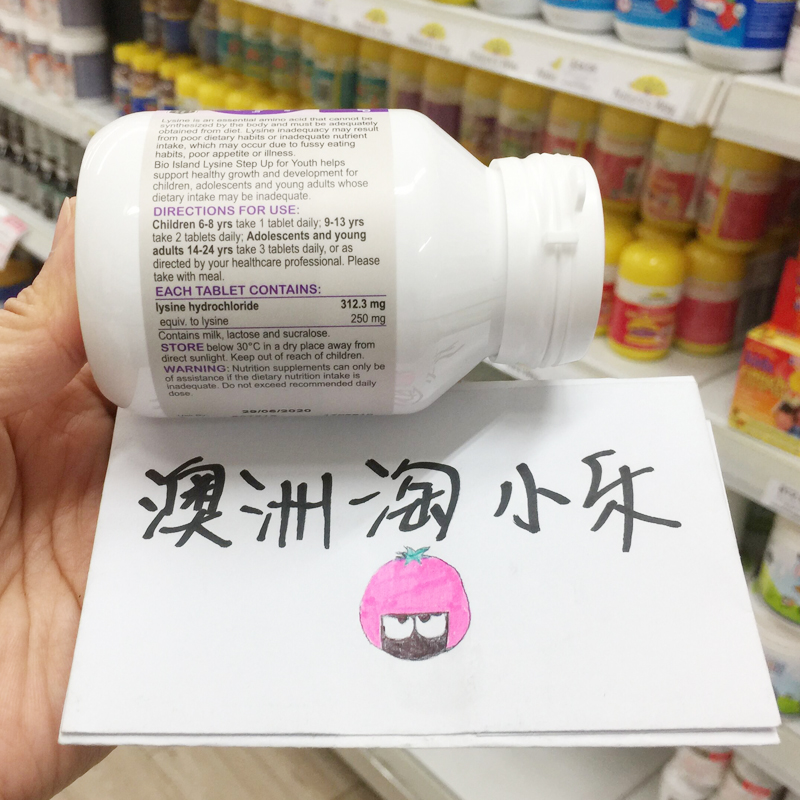 Lysine is an essential amino acid that cannot be
synthesized by the body and must be adequately
obtained from diet. Lysine inadequacy may result
from poor dietary habits or inadequate nutrient
intake, which may occur due to fussy eating
habits, poor appetite or illness.
Bio Island Lysine Step Up for Youth helps
support healthy growth and development for
children, adolescents and young adults whose
dietary intake may be inadequate.
DIRECTIONS FOR USE:
Children 6-8 yrs take 1 tablet daily; 9-13 yrs
take 2 tablets daily; Adolescents and young
adults 14-24 yrs take 3 tablets daily, or as
directed by your healthcare professional. Please
take with meal.
EACH TABLET CONTAINS:
lysine hydrochloride 312.3 mg
equiv. to lysine 250 mg
Contains milk, lactose and sucralose.
STORE below 30°C in a dry place away from
direct sunlight. Keep out of reach of children.
WARNING: Nutrition supplements can only be
of assistance if the dietary nutrition intake is
inadequate. Do not exceed recommended daily
dose.
29/06/2020
澳洲淘小乐